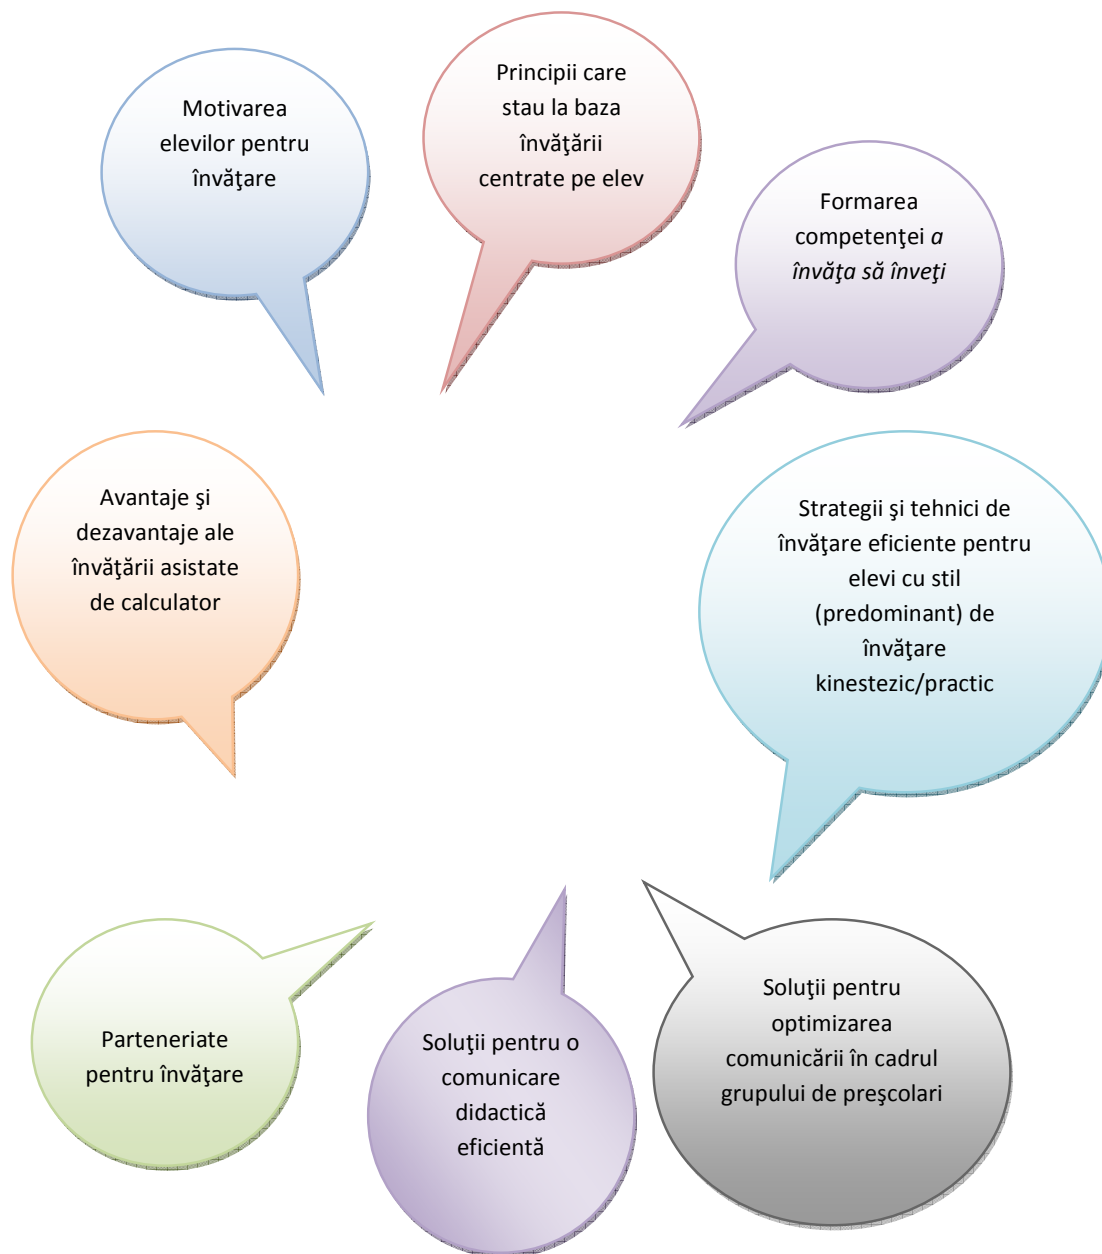 Motivarea
elevilor pentru
învăţare
Principii care
stau la baza
învăţării
centrate pe elev
Formarea
competenţei a
învăţa să înveţi
Avantaje şi
dezavantaje ale
învăţării asistate
de calculator
Strategii şi tehnici de
învăţare eficiente pentru
elevi cu stil
(predominant) de
învăţare
kinestezic/practic
Parteneriate
pentru învăţare
Soluţii pentru o
comunicare
didactică
eficientă
Soluţii pentru
optimizarea
comunicării în cadrul
grupului de preşcolari